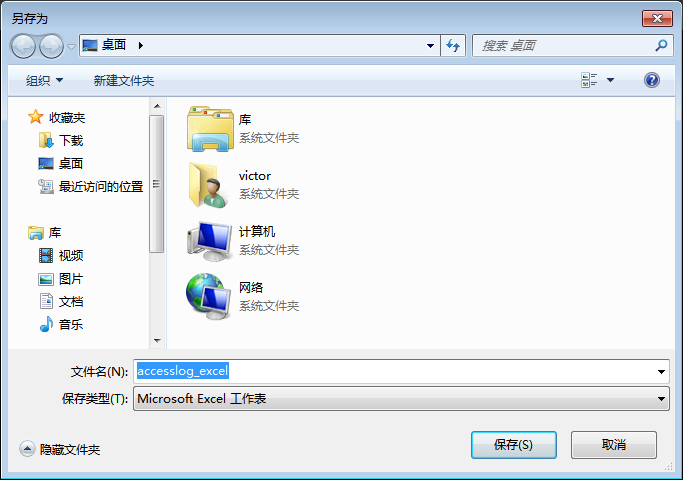 另存为
桌面
搜索 桌面
组织
新建文件夹
收藏夹
下载
桌面
最近访问的位置
库
视频
图片
文档
音乐
库
系统文件夹
victor
系统文件夹
计算机
系统文件夹
网络
系统文件夹
文件名(N): accesslog_excel
保存类型(T): Microsoft Excel 工作表
隐藏文件夹
保存(S)
取消